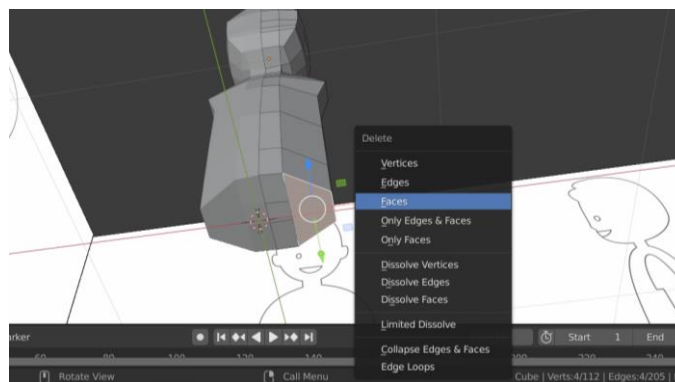 Delete
Vertices
Edges
Faces
Only Edges & Faces
Only Faces
Dissolve Vertices
Dissolve Edges
Dissolve Faces
Limited Dissolve
Collapse Edges & Faces
Edge Loops
arker
Start 1 End
Rotate View
Call Menu
Cube | Verts:4/112 | Edges:4/205 |